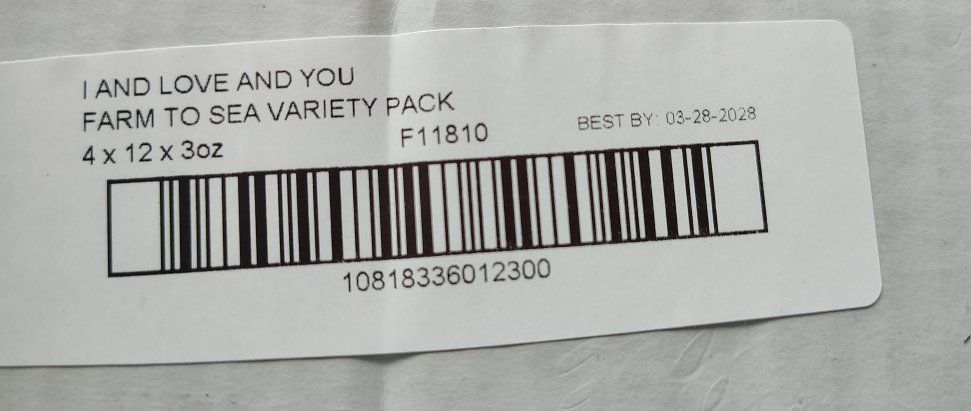 I AND LOVE AND YOU
FARM TO SEA VARIETY PACK
4 x 12 x 3oz F11810 BEST BY: 03-28-2028
10818336012300